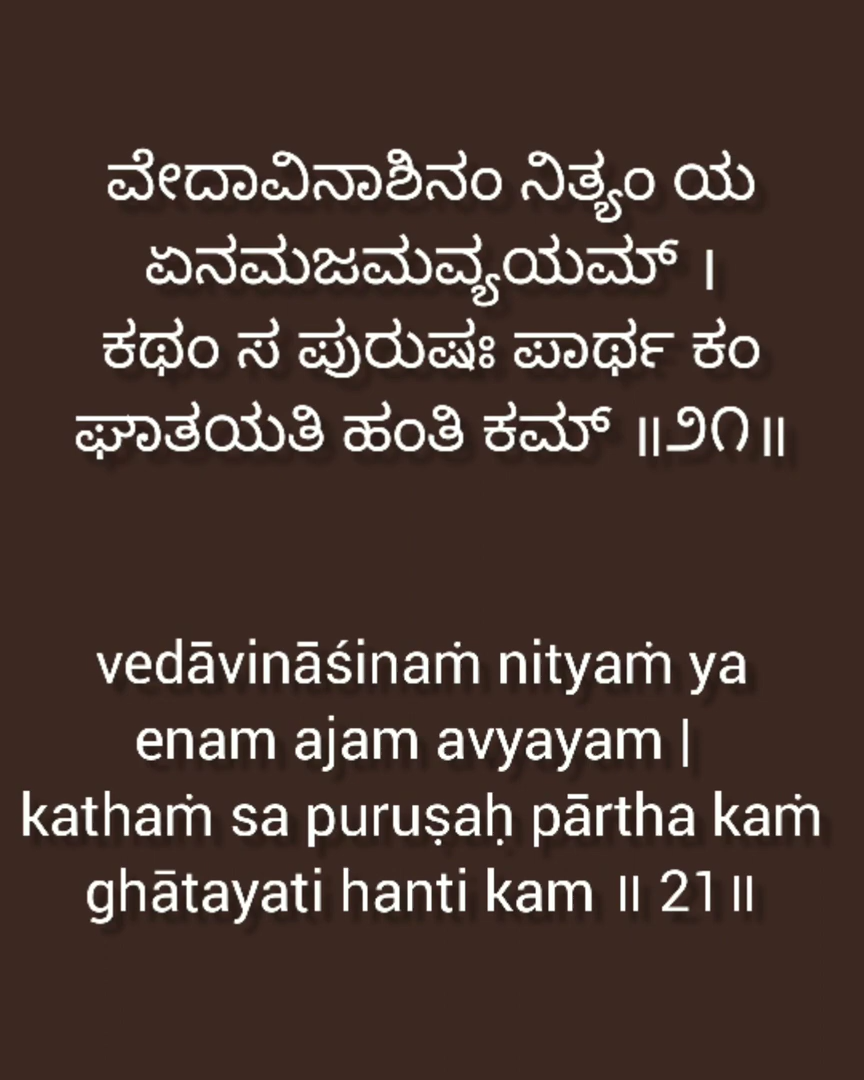 ವೇದಾವಿನಾಶಿನಂ ನಿತ್ಯಂ ಯ
ಏನಮಜಮವ್ಯಯಮ್ ।
ಕಥಂ ಸ ಪುರುಷಃ ಪಾರ್ಥ ಕಂ
ಘಾತಯತಿ ಹಂತಿ ಕಮ್ ॥೨೧॥
vedāvināśinaṁ nityaṁ ya
enam ajam avyayam |
kathaṁ sa puruṣaḥ pārtha kaṁ
ghātayati hanti kam ॥ 21॥